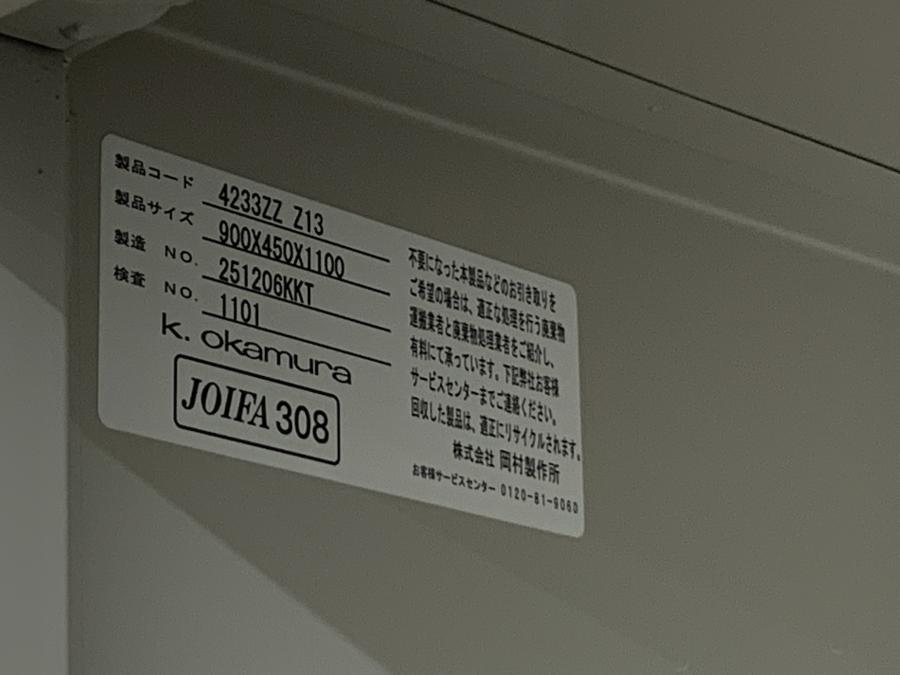 製品コード 4233ZZ Z13
製品サイズ 900X450X1100
製造 NO. 251206KKT
検査 NO. 1101
k. okamura
JOIFA 308
不要になった本製品などのお引き取りを
ご希望の場合は、適正な処理を行う廃棄物
運搬業者と廃棄物処理業者をご紹介し、
有料にて承っています。下記弊社お客様
サービスセンターまでご連絡ください。
回収した製品は、適正にリサイクルされます。
株式会社 岡村製作所
お客様サービスセンター 0120-81-9060